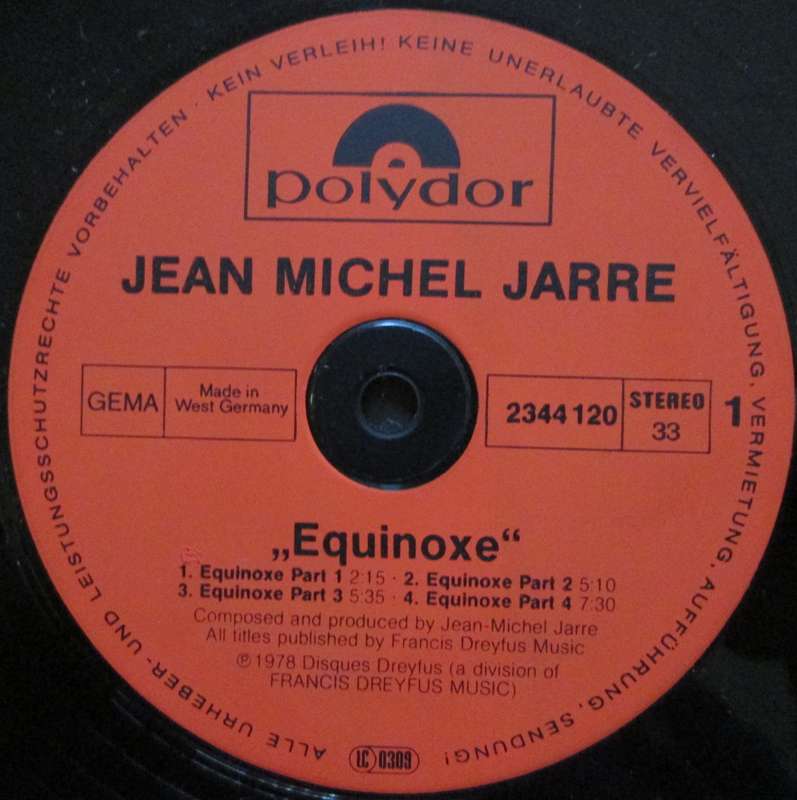 ALLE URHEBER- UND LEISTUNGSSCHUTZRECHTE VORBEHALTEN · KEIN VERLEIH! KEINE UNERLAUBTE VERVIELFÄLTIGUNG, VERMIETUNG, AUFFÜHRUNG, SENDUNG!
polydor
JEAN MICHEL JARRE
GEMA
Made in
West Germany
2344 120
STEREO
33
1
„Equinoxe“
1. Equinoxe Part 1 2:15 · 2. Equinoxe Part 2 5:10
3. Equinoxe Part 3 5:35 · 4. Equinoxe Part 4 7:30
Composed and produced by Jean-Michel Jarre
All titles published by Francis Dreyfus Music
℗ 1978 Disques Dreyfus (a division of
FRANCIS DREYFUS MUSIC)
LC 0309